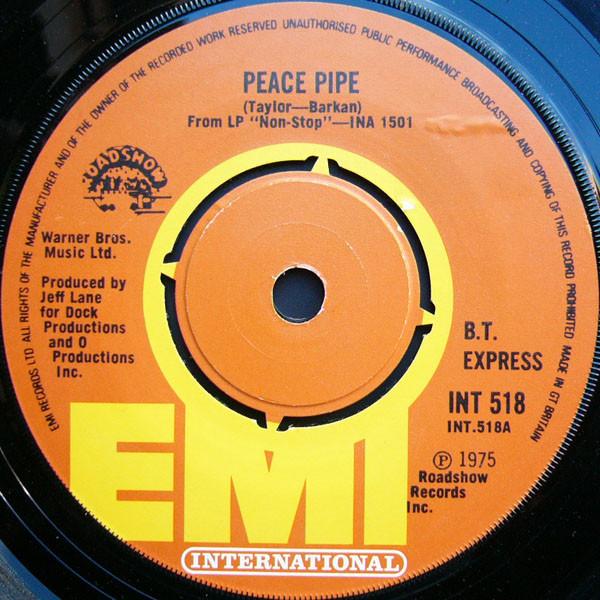 EMI RECORDS LTD ALL RIGHTS OF THE MANUFACTURER AND OF THE OWNER OF THE RECORDED WORK RESERVED UNAUTHORISED PUBLIC PERFORMANCE BROADCASTING AND COPYING OF THIS RECORD PROHIBITED MADE IN GT BRITAIN
PEACE PIPE
(Taylor—Barkan)
From LP "Non-Stop"—INA 1501
ROADSHOW
Warner Bros.
Music Ltd.
Produced by
Jeff Lane
for Dock
Productions
and O
Productions
Inc.
B.T.
EXPRESS
INT 518
INT.518A
Ⓟ 1975
Roadshow
Records
Inc.
EMI
INTERNATIONAL